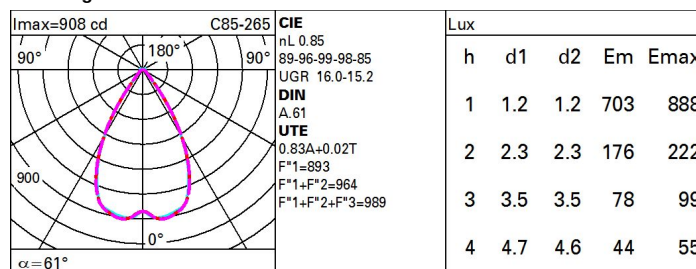 Imax=908 cd C85-265
90° 180° 90°
900
0°
α=61°
CIE
nL 0.85
89-96-99-98-85
UGR 16.0-15.2
DIN
A.61
UTE
0.83A+0.02T
F"1=893
F"1+F"2=964
F"1+F"2+F"3=989
Lux
h d1 d2 Em Emax
1 1.2 1.2 703 888
2 2.3 2.3 176 222
3 3.5 3.5 78 99
4 4.7 4.6 44 55